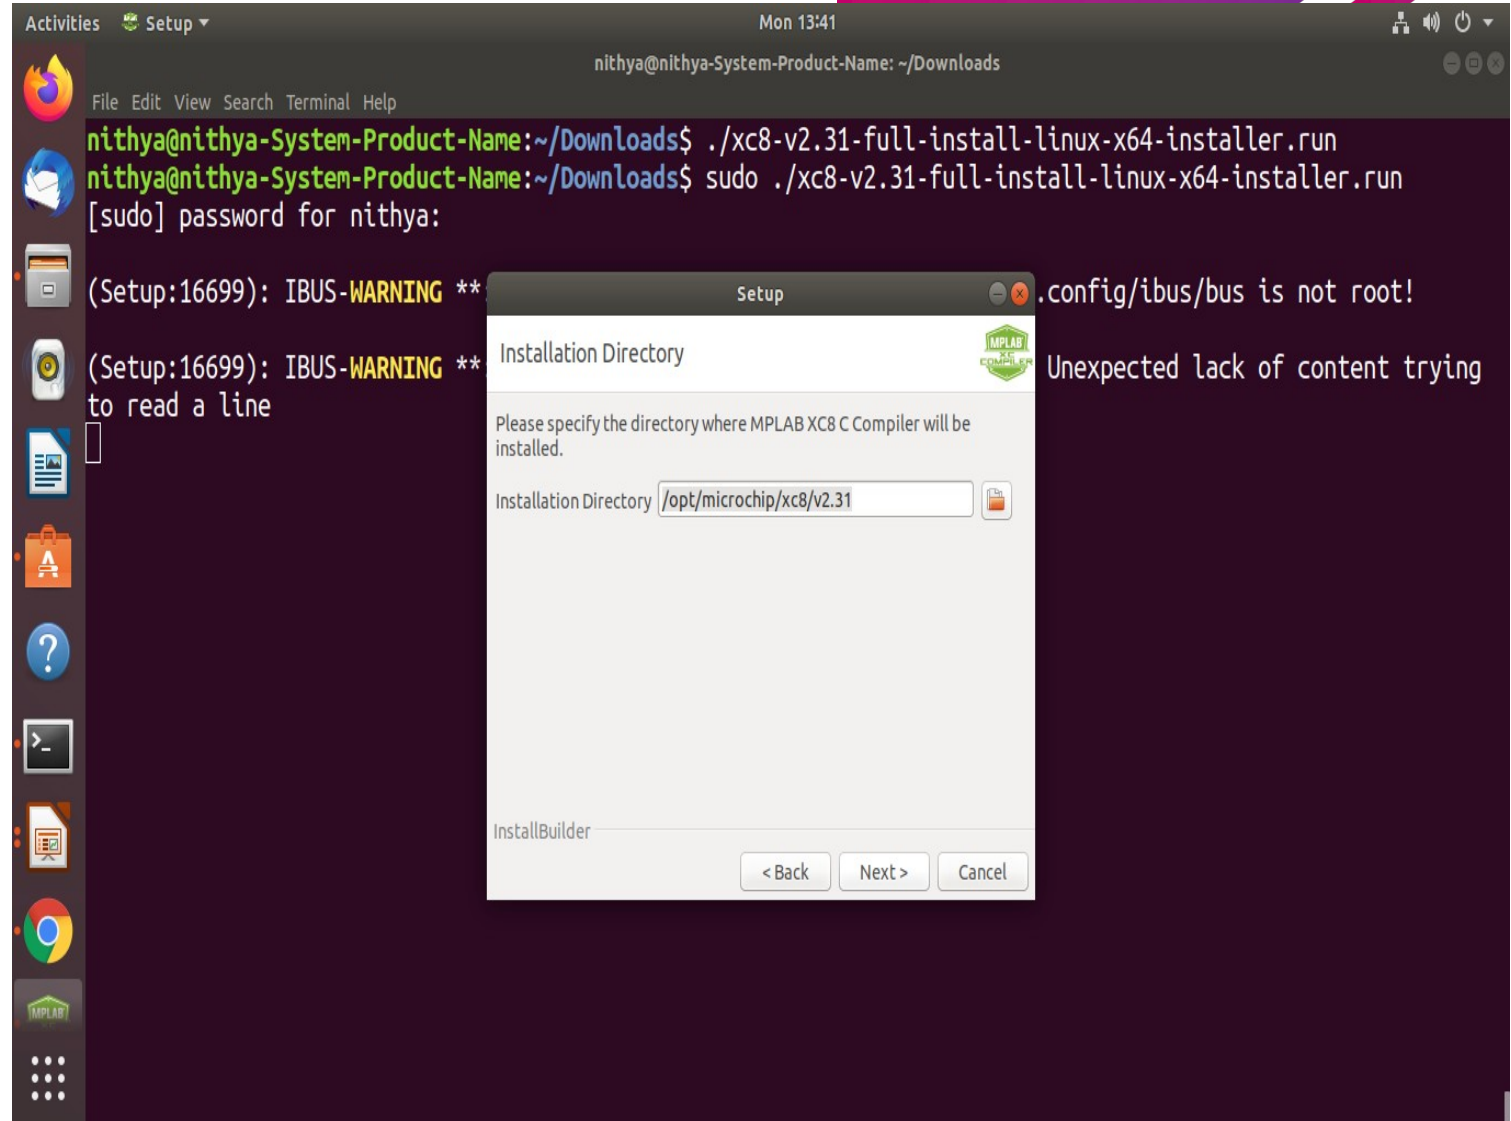 Activities Setup Mon 13:41
nithya@nithya-System-Product-Name: ~/Downloads
File Edit View Search Terminal Help
nithya@nithya-System-Product-Name:~/Downloads$ ./xc8-v2.31-full-install-linux-x64-installer.run
nithya@nithya-System-Product-Name:~/Downloads$ sudo ./xc8-v2.31-full-install-linux-x64-installer.run
[sudo] password for nithya:
(Setup:16699): IBUS-WARNING ** .config/ibus/bus is not root!
(Setup:16699): IBUS-WARNING ** Unexpected lack of content trying
to read a line
Setup
Installation Directory
MPLAB
XC
COMPILER
Please specify the directory where MPLAB XC8 C Compiler will be
installed.
Installation Directory /opt/microchip/xc8/v2.31
InstallBuilder
< Back Next > Cancel
MPLAB